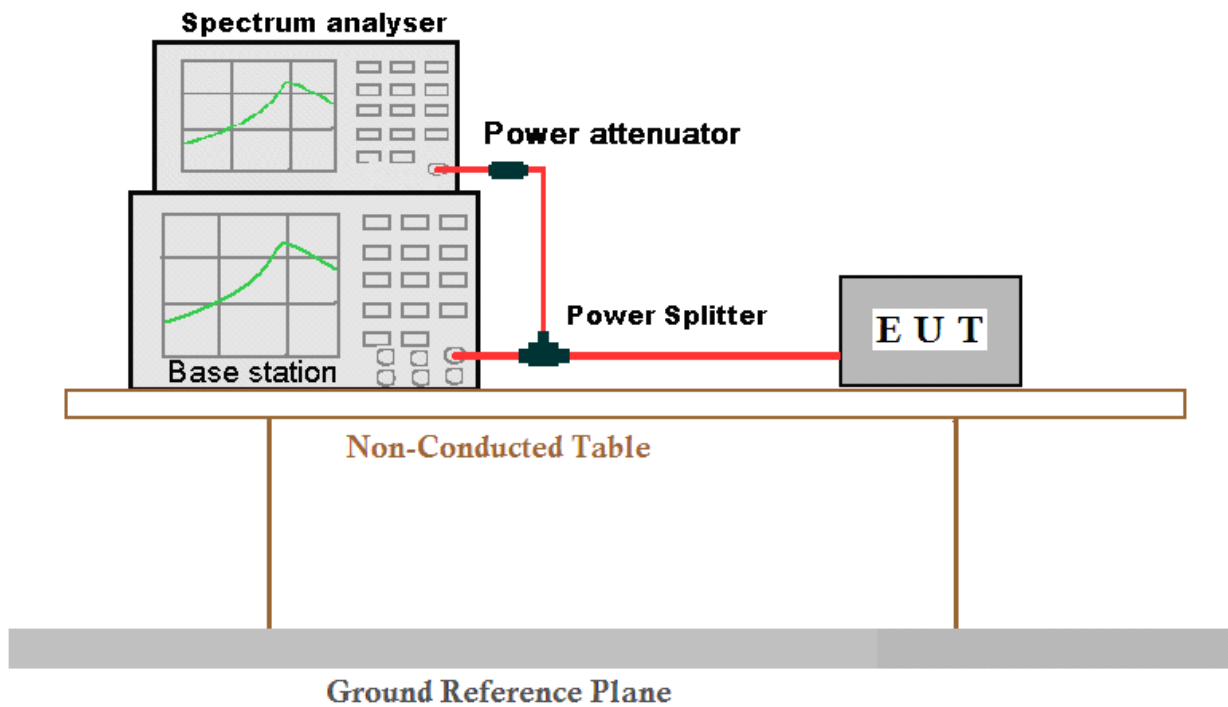 Spectrum analyser
Power attenuator
Power Splitter
E U T
Base station
Non-Conducted Table
Ground Reference Plane